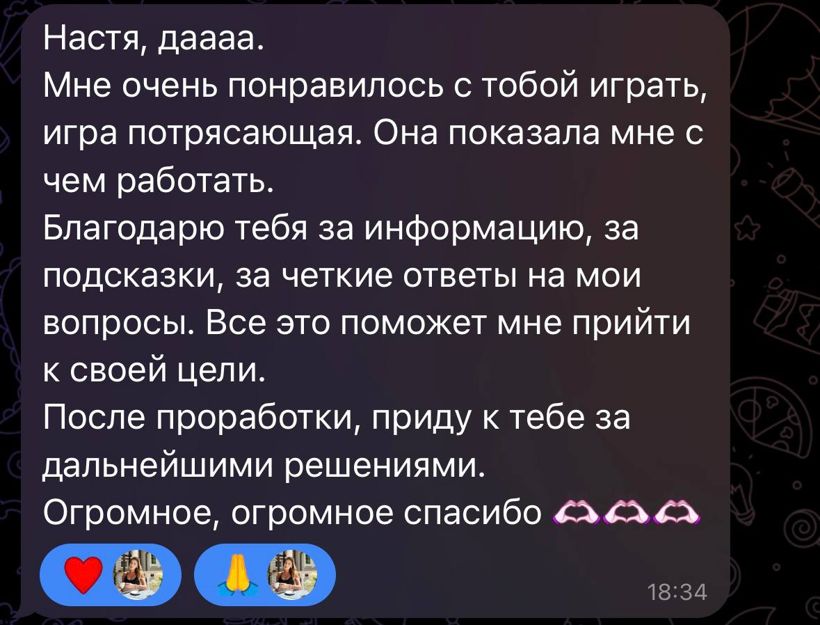 Настя, даааа.
Мне очень понравилось с тобой играть,
игра потрясающая. Она показала мне с
чем работать.
Благодарю тебя за информацию, за
подсказки, за четкие ответы на мои
вопросы. Все это поможет мне прийти
к своей цели.
После проработки, приду к тебе за
дальнейшими решениями.
Огромное, огромное спасибо 🫶🫶🫶
18:34